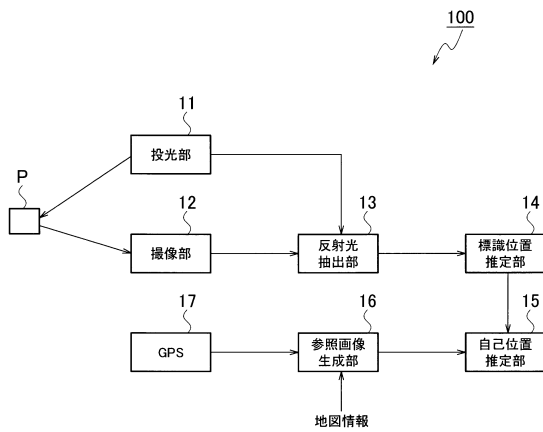 100
11
投光部
P
12
撮像部
13
反射光
抽出部
14
標識位置
推定部
17
GPS
16
参照画像
生成部
15
自己位置
推定部
地図情報